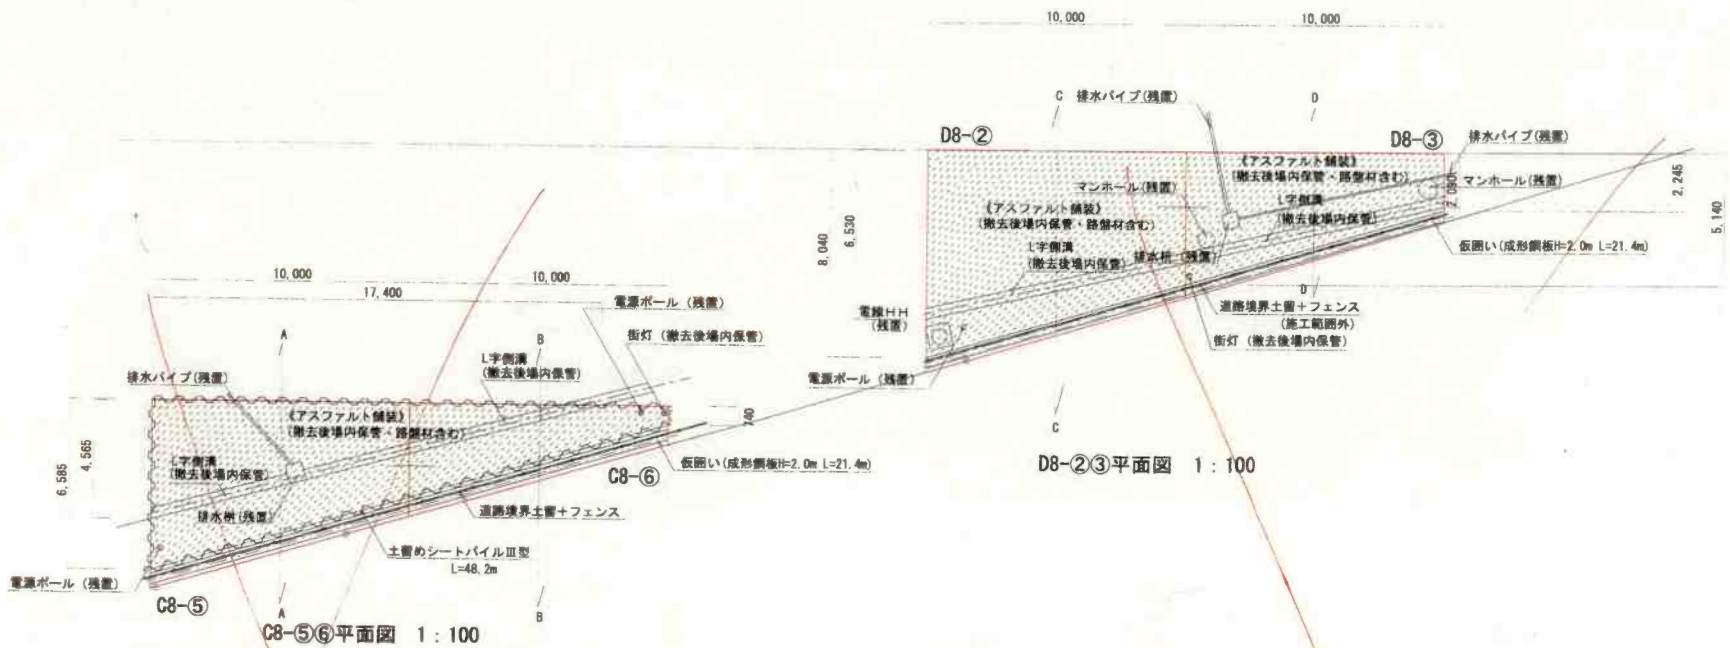 10,000
10,000
C
排水パイプ(残置)
D
D8-②
D8-③
排水パイプ(残置)
《アスファルト舗装》
(撤去後場内保管・路盤材含む)
マンホール(残置)
マンホール(残置)
L字側溝
(撤去後場内保管)
《アスファルト舗装》
(撤去後場内保管・路盤材含む)
2,090
2,245
5,140
8,040
6,530
L字側溝
(撤去後場内保管)
排水桝 (残置)
仮囲い(成形鋼板H=2.0m L=21.4m)
D
道路境界土留+フェンス
(施工範囲外)
街灯 (撤去後場内保管)
電線HH
(残置)
電源ポール (残置)
C
D8-②③平面図 1:100
10,000
10,000
17,400
電源ポール (残置)
街灯 (撤去後場内保管)
A
B
L字側溝
(撤去後場内保管)
排水パイプ(残置)
《アスファルト舗装》
(撤去後場内保管・路盤材含む)
740
6,585
4,565
L字側溝
(撤去後場内保管)
仮囲い(成形鋼板H=2.0m L=21.4m)
C8-⑥
排水桝(残置)
道路境界土留+フェンス
土留めシートパイルⅢ型
L=48.2m
電源ポール (残置)
C8-⑤
A
B
C8-⑤⑥平面図 1:100